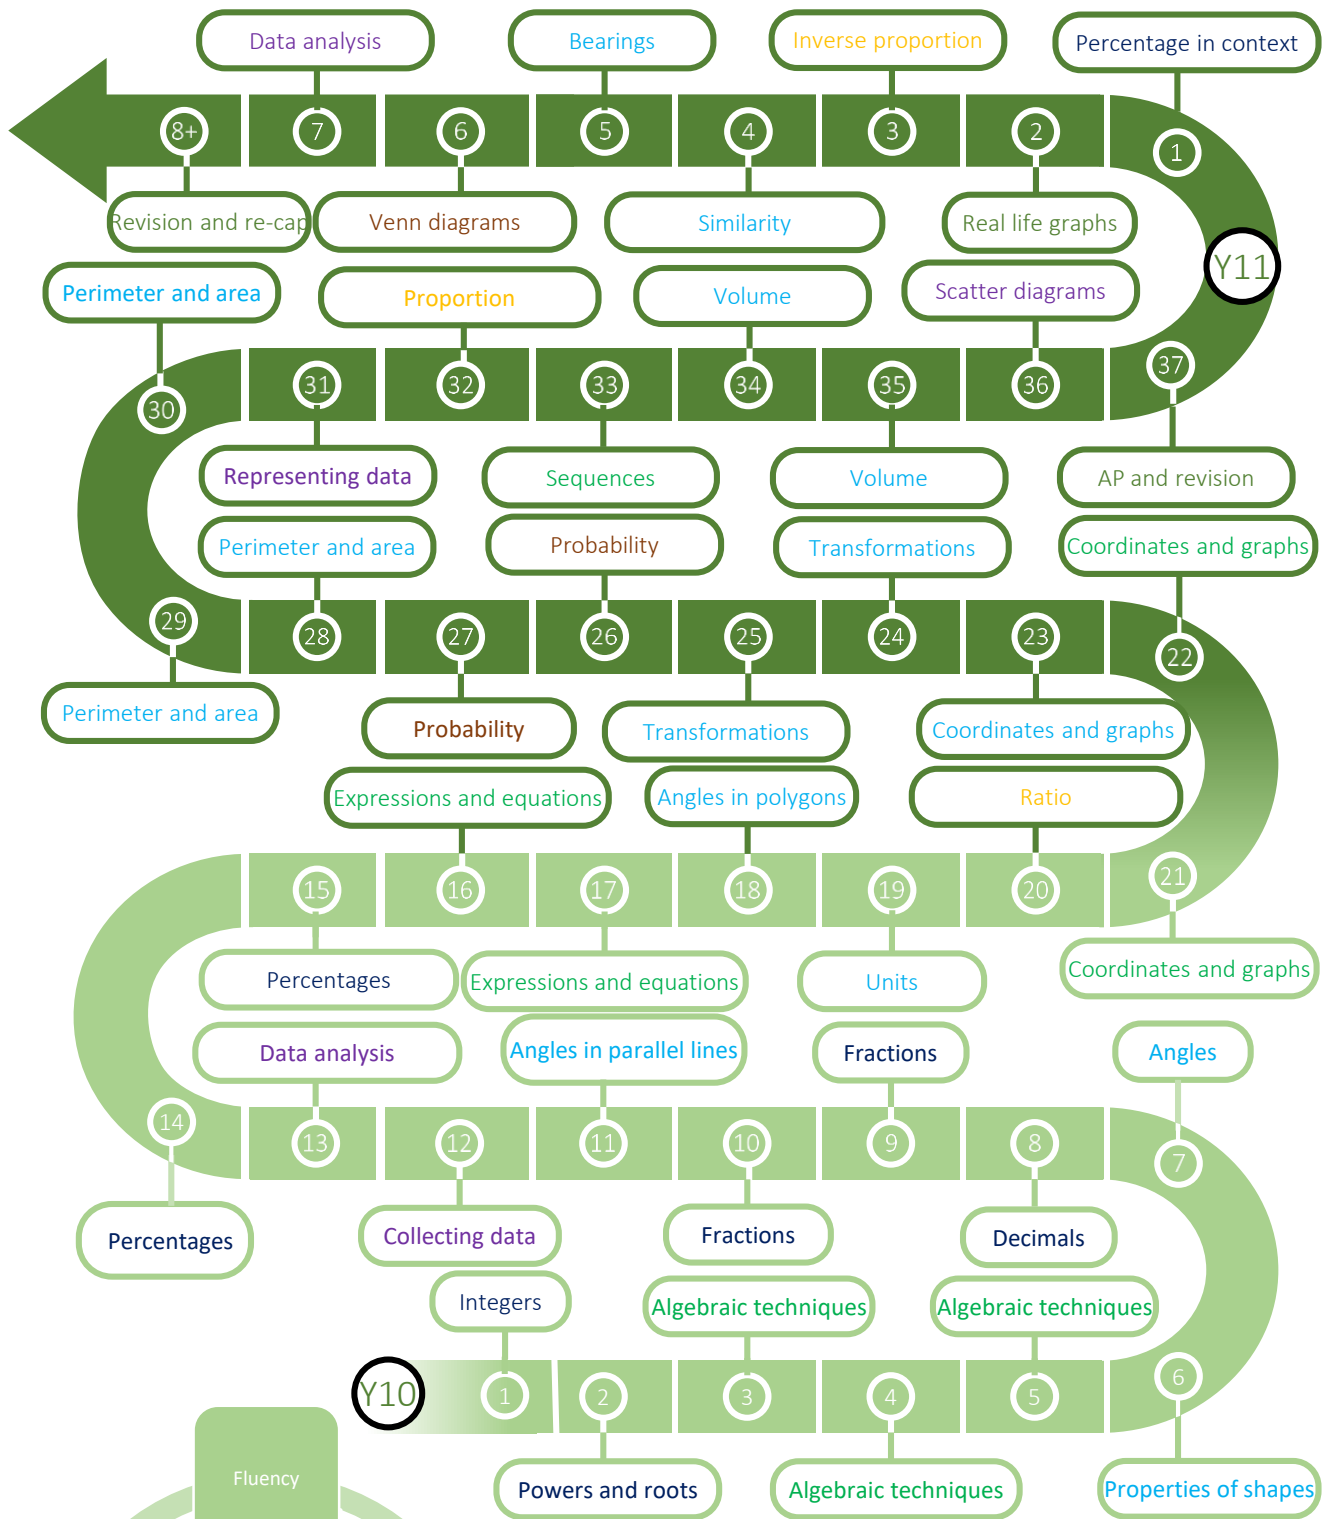 Data analysis
Bearings
Inverse proportion
Percentage in context
8+
7
6
5
4
3
2
1
Revision and re-cap
Venn diagrams
Similarity
Real life graphs
Y11
Perimeter and area
Proportion
Volume
Scatter diagrams
30
31
32
33
34
35
36
37
Representing data
Sequences
Volume
AP and revision
Perimeter and area
Probability
Transformations
Coordinates and graphs
29
28
27
26
25
24
23
22
Perimeter and area
Probability
Transformations
Coordinates and graphs
Expressions and equations
Angles in polygons
Ratio
15
16
17
18
19
20
21
Percentages
Expressions and equations
Units
Coordinates and graphs
Data analysis
Angles in parallel lines
Fractions
Angles
14
13
12
11
10
9
8
7
Percentages
Collecting data
Fractions
Decimals
Integers
Algebraic techniques
Algebraic techniques
Y10
1
2
3
4
5
6
Powers and roots
Algebraic techniques
Properties of shapes
Fluency